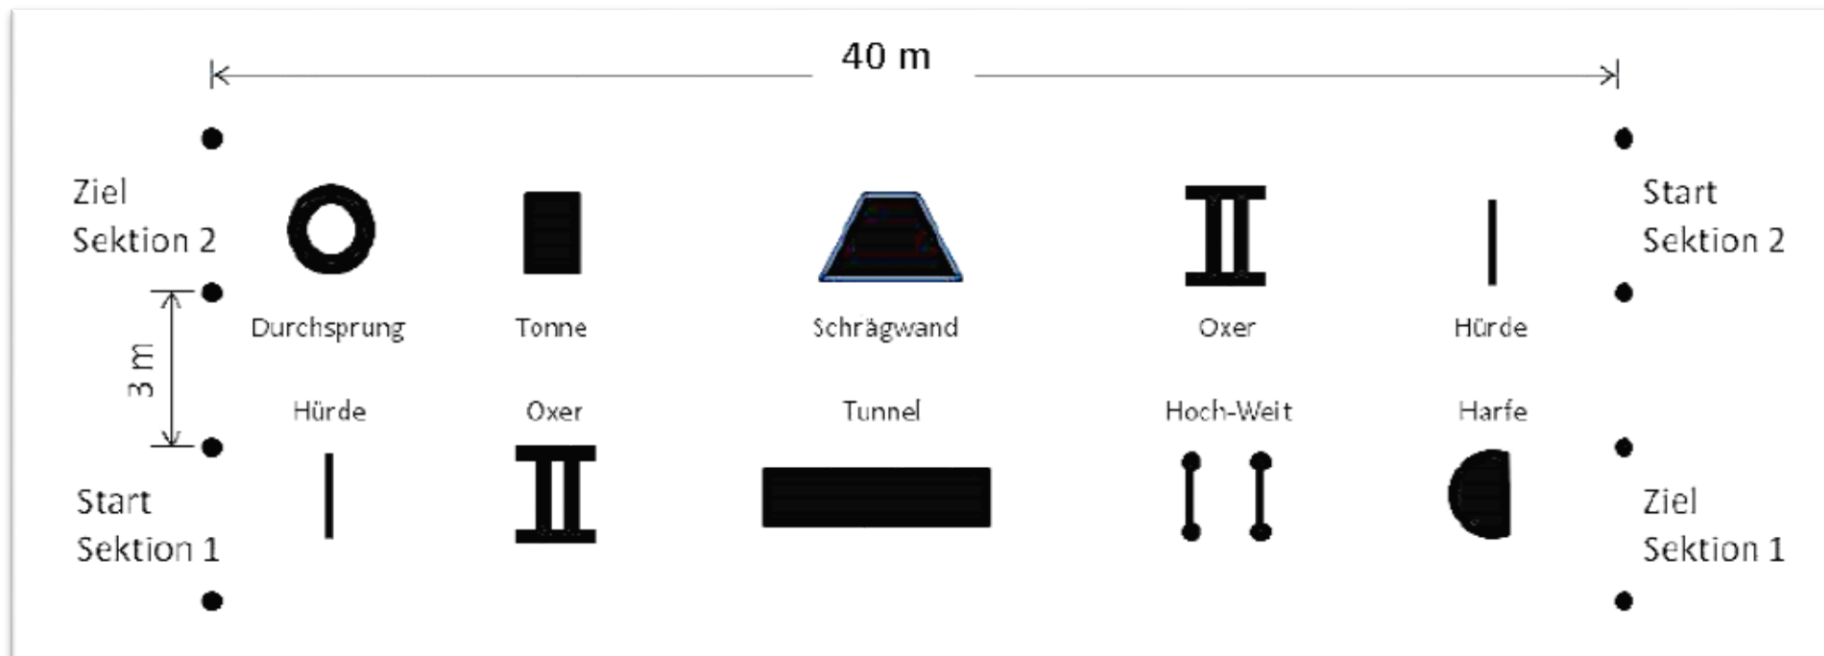 40 m
Ziel
Sektion 2
Start
Sektion 2
Durchsprung
Tonne
Schrägwand
Oxer
Hürde
3 m
Hürde
Oxer
Tunnel
Hoch-Weit
Harfe
Start
Sektion 1
Ziel
Sektion 1